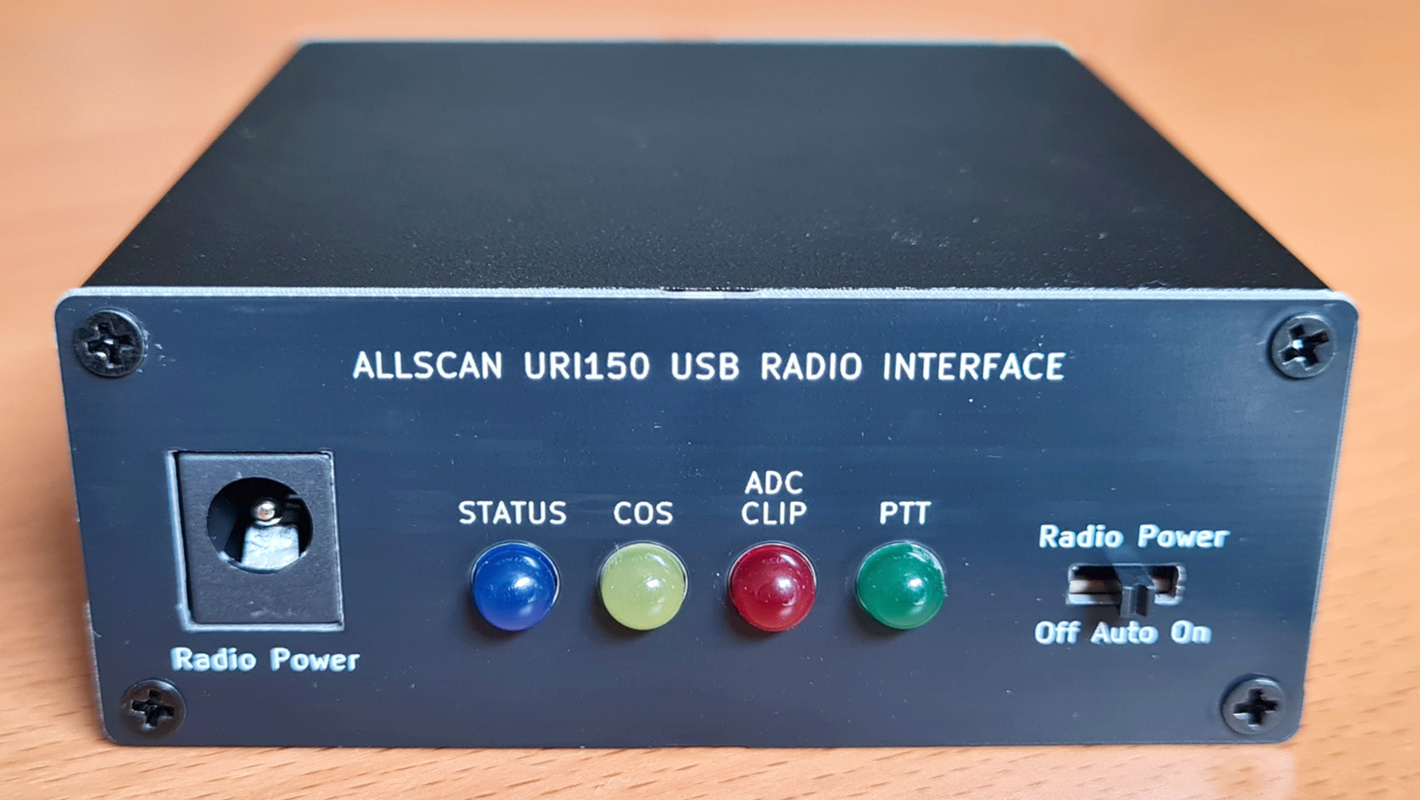 ALLSCAN URI150 USB RADIO INTERFACE
ADC
STATUS COS CLIP PTT
Radio Power
Off Auto On
Radio Power